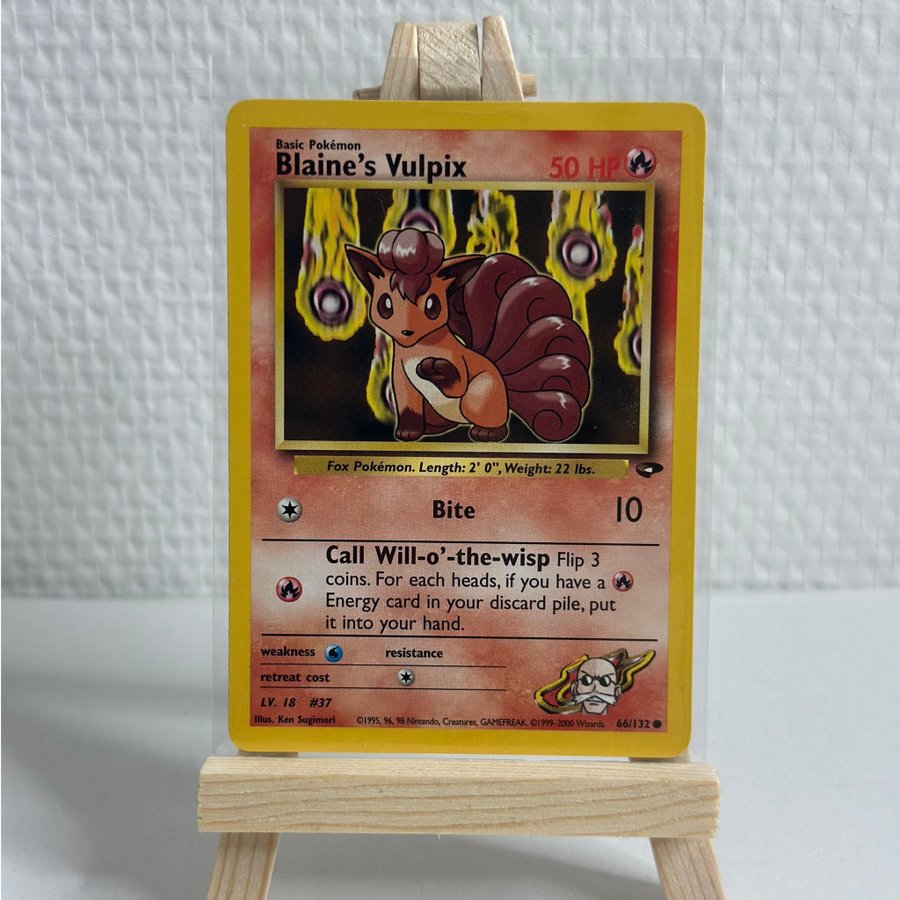 Basic Pokémon
Blaine's Vulpix 50 HP
Fox Pokémon. Length: 2' 0", Weight: 22 lbs.
Bite 10
Call Will-o'-the-wisp Flip 3
coins. For each heads, if you have a
Energy card in your discard pile, put
it into your hand.
weakness resistance
retreat cost
LV. 18 #37
Illus. Ken Sugimori ©1995, 96, 98 Nintendo, Creatures, GAMEFREAK. ©1999-2000 Wizards. 66/132